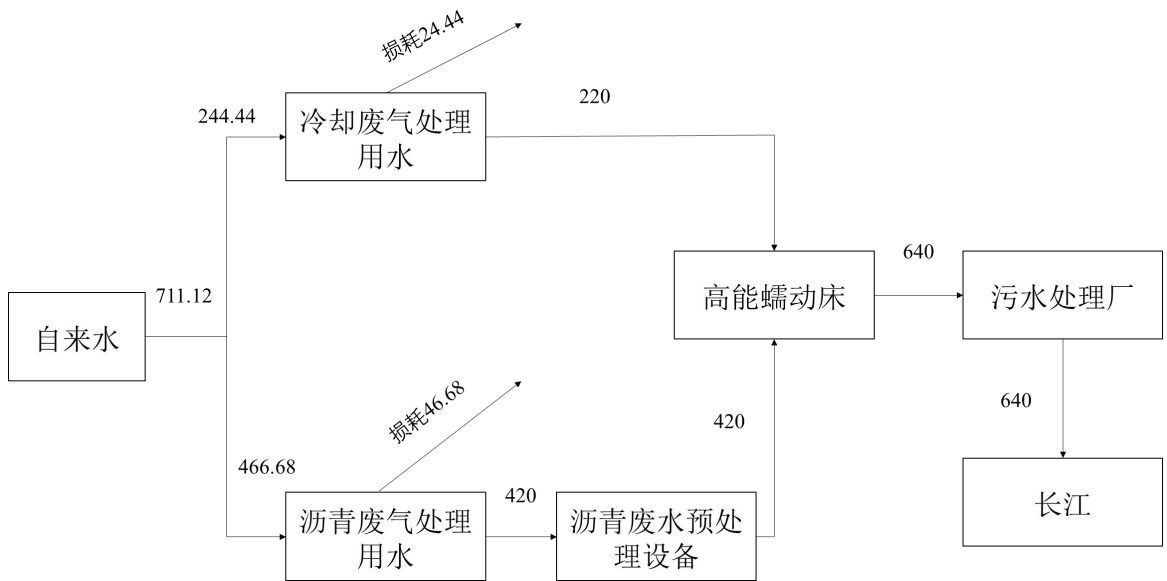 损耗24.44
244.44
冷却废气处理
用水
220
711.12
自来水
高能蠕动床
640
污水处理厂
640
长江
损耗46.68
466.68
沥青废气处理
用水
420
沥青废水预处
理设备
420